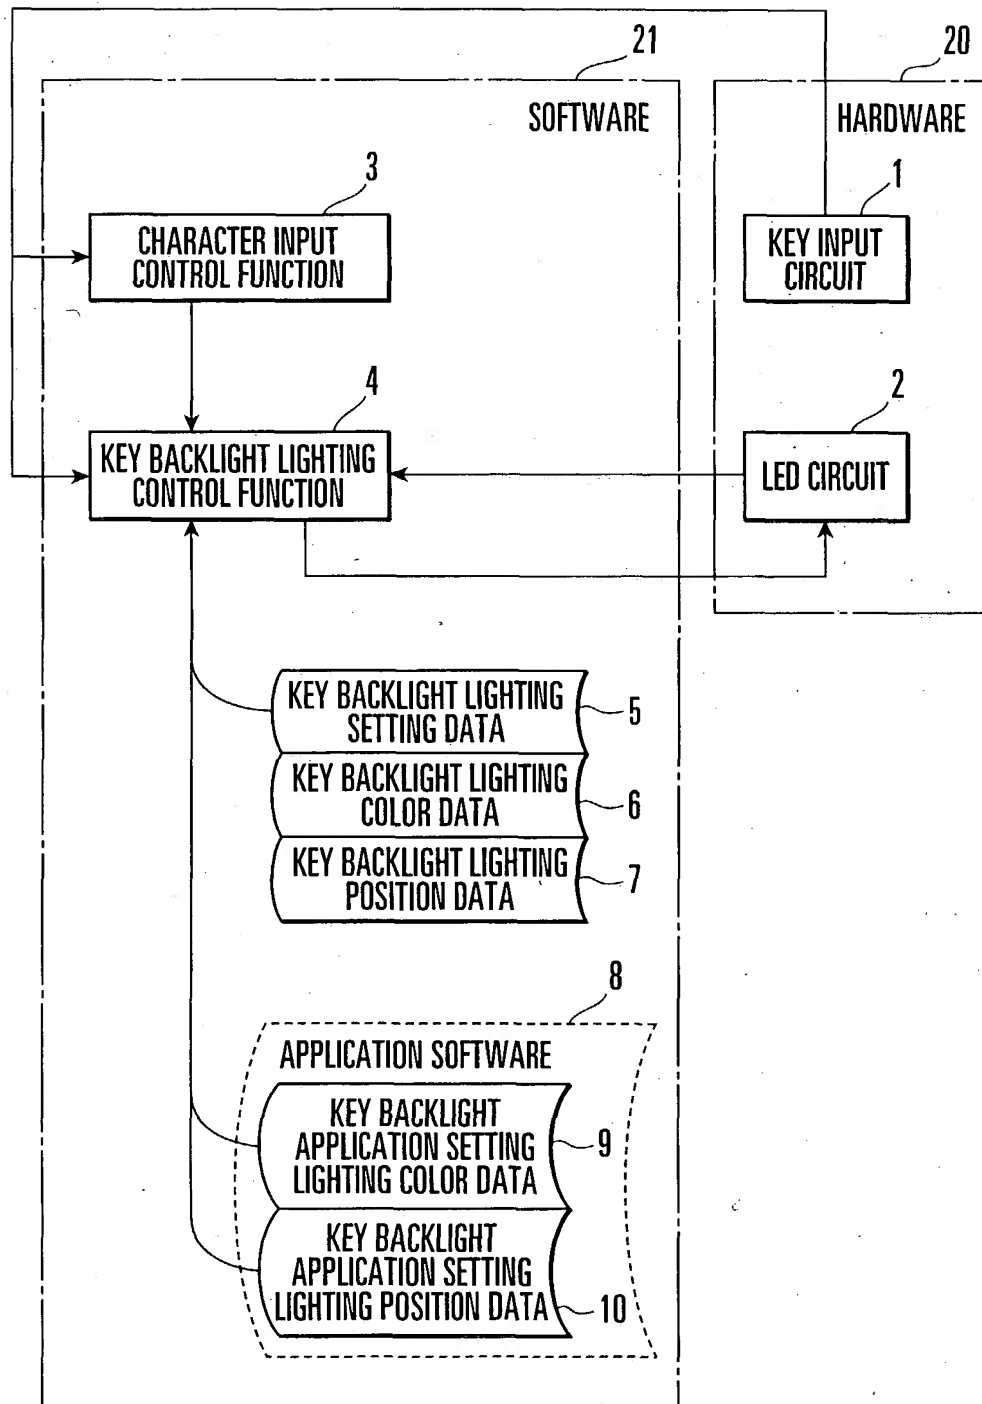 21
20
SOFTWARE
HARDWARE
3
1
CHARACTER INPUT
CONTROL FUNCTION
KEY INPUT
CIRCUIT
4
2
KEY BACKLIGHT LIGHTING
CONTROL FUNCTION
LED CIRCUIT
KEY BACKLIGHT LIGHTING
SETTING DATA
5
KEY BACKLIGHT LIGHTING
COLOR DATA
6
KEY BACKLIGHT LIGHTING
POSITION DATA
7
8
APPLICATION SOFTWARE
KEY BACKLIGHT
APPLICATION SETTING
LIGHTING COLOR DATA
9
KEY BACKLIGHT
APPLICATION SETTING
LIGHTING POSITION DATA
10